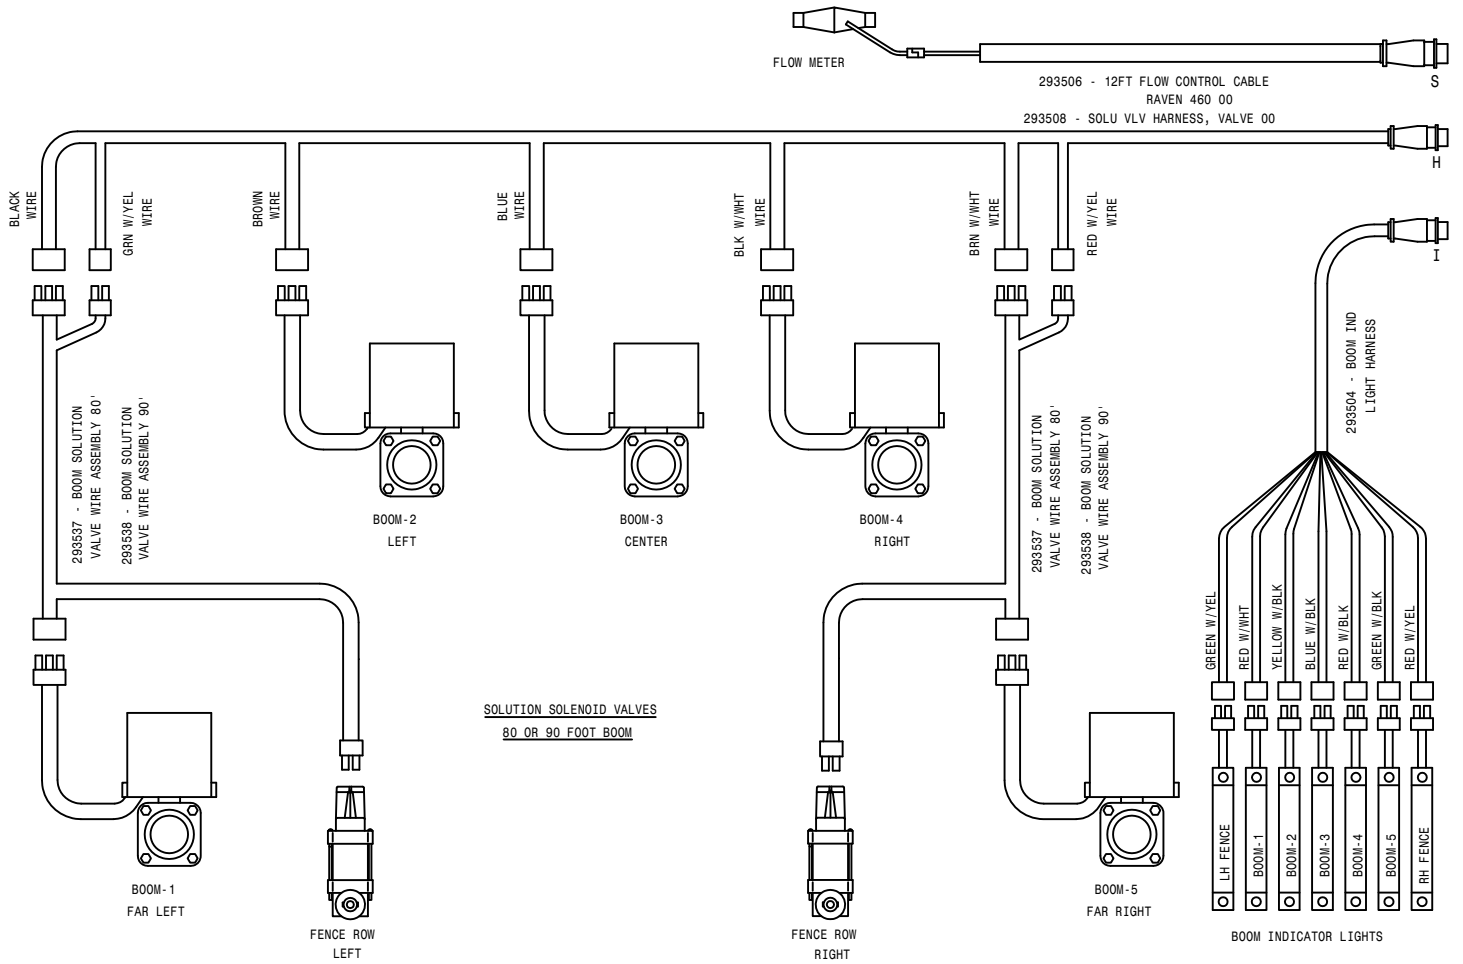 FLOW METER
293506 - 12FT FLOW CONTROL CABLE
RAVEN 460 00
S
293508 - SOLU VLV HARNESS, VALVE 00
H
BLACK
WIRE
GRN W/YEL
WIRE
BROWN
WIRE
BLUE
WIRE
BLK W/WHT
WIRE
BRN W/WHT
WIRE
RED W/YEL
WIRE
I
293504 - BOOM IND
LIGHT HARNESS
293537 - BOOM SOLUTION
VALVE WIRE ASSEMBLY 80'
293538 - BOOM SOLUTION
VALVE WIRE ASSEMBLY 90'
BOOM-2
LEFT
BOOM-3
CENTER
BOOM-4
RIGHT
293537 - BOOM SOLUTION
VALVE WIRE ASSEMBLY 80'
293538 - BOOM SOLUTION
VALVE WIRE ASSEMBLY 90'
GREEN W/YEL
RED W/WHT
YELLOW W/BLK
BLUE W/BLK
RED W/BLK
GREEN W/BLK
RED W/YEL
SOLUTION SOLENOID VALVES
80 OR 90 FOOT BOOM
LH FENCE
BOOM-1
BOOM-2
BOOM-3
BOOM-4
BOOM-5
RH FENCE
BOOM-1
FAR LEFT
FENCE ROW
LEFT
FENCE ROW
RIGHT
BOOM-5
FAR RIGHT
BOOM INDICATOR LIGHTS